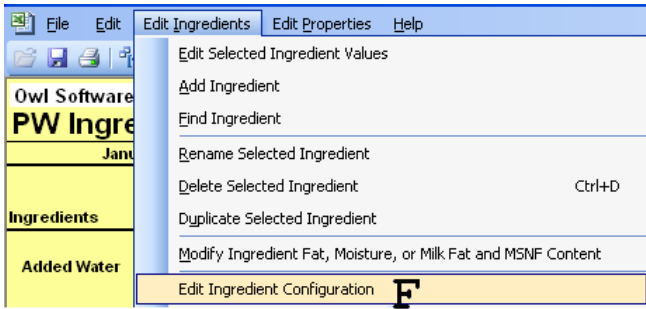 File Edit Edit Ingredients Edit Properties Help
Edit Selected Ingredient Values
Add Ingredient
Find Ingredient
Rename Selected Ingredient
Delete Selected Ingredient Ctrl+D
Duplicate Selected Ingredient
Modify Ingredient Fat, Moisture, or Milk Fat and MSNF Content
Edit Ingredient Configuration F
Owl Software
PW Ingre
Janu
Ingredients
Added Water